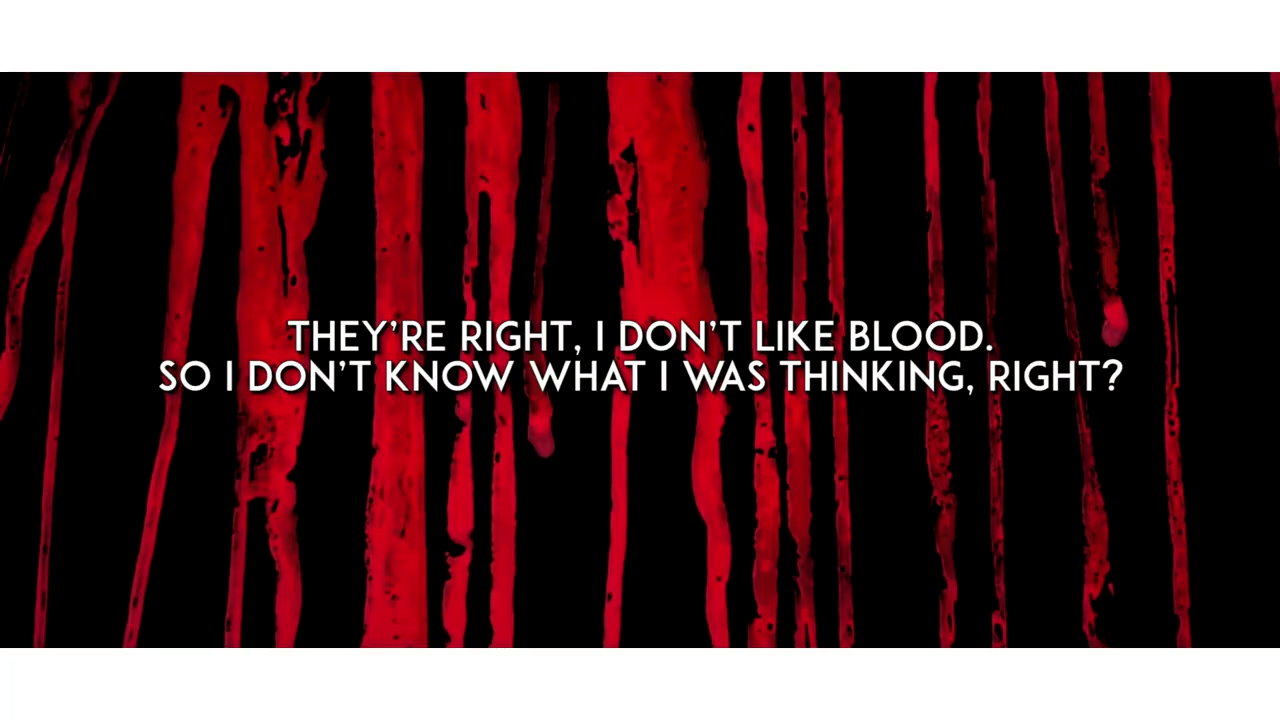 THEY'RE RIGHT, I DON'T LIKE BLOOD.
SO I DON'T KNOW WHAT I WAS THINKING, RIGHT?